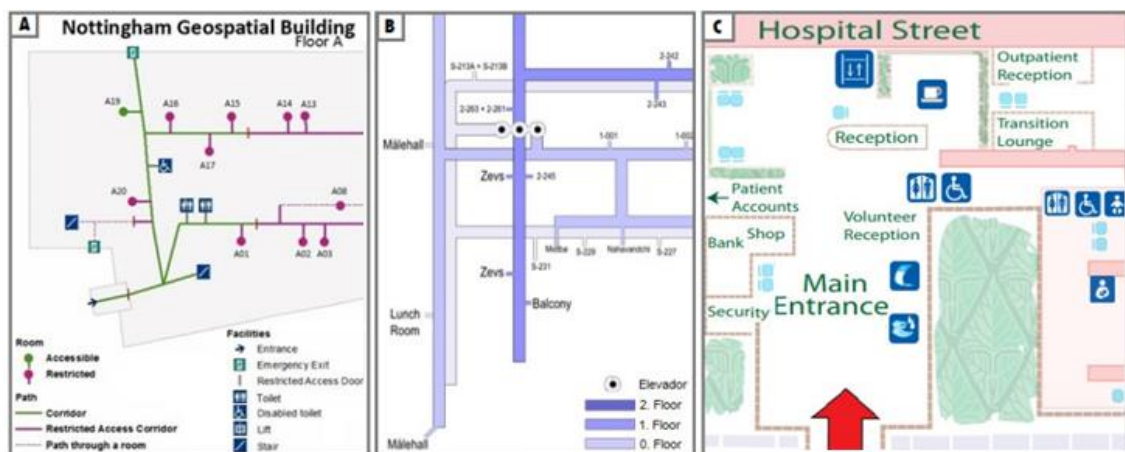 A
Nottingham Geospatial Building
Floor A
A19
A16
A15
A14
A13
A17
A20
A08
A01
A02
A03
Room
Accessible
Restricted
Path
Corridor
Restricted Access Corridor
Path through a room
Facilities
Entrance
Emergency Exit
Restricted Access Door
Toilet
Disabled toilet
Lift
Stair
B
2-242
S-213A + S-213B
2-243
2-263 + 2-261
Målehall
1-001
1-002
Zevs
2-245
S-229
Nahavandchi
S-227
S-231
Zevs
Balcony
Lunch
Room
Målehall
Elevador
2. Floor
1. Floor
0. Floor
C
Hospital Street
Outpatient
Reception
Reception
Transition
Lounge
Patient
Accounts
Volunteer
Reception
Shop
Bank
Main
Entrance
Security